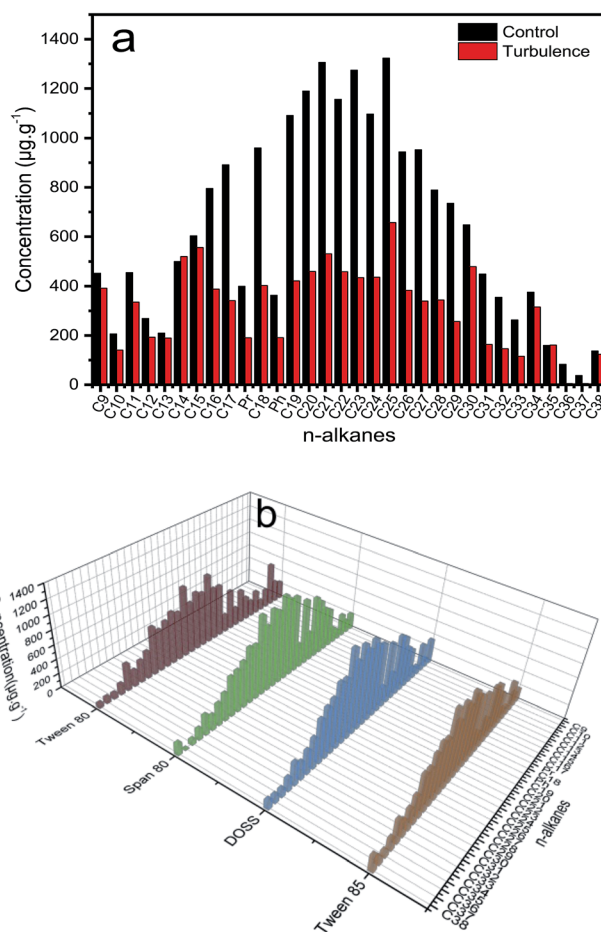 a
Control
Turbulence
1400
1200
1000
800
600
400
200
0
Concentration (µg.g⁻¹)
C9 C10 C11 C12 C13 C14 C15 C16 C17 Pr C18 Ph C19 C20 C21 C22 C23 C24 C25 C26 C27 C28 C29 C30 C31 C32 C33 C34 C35 C36 C37 C38
n-alkanes
b
1400
1200
1000
800
600
400
200
0
Tween 80
Span 80
DOSS
Tween 85
n-alkanes